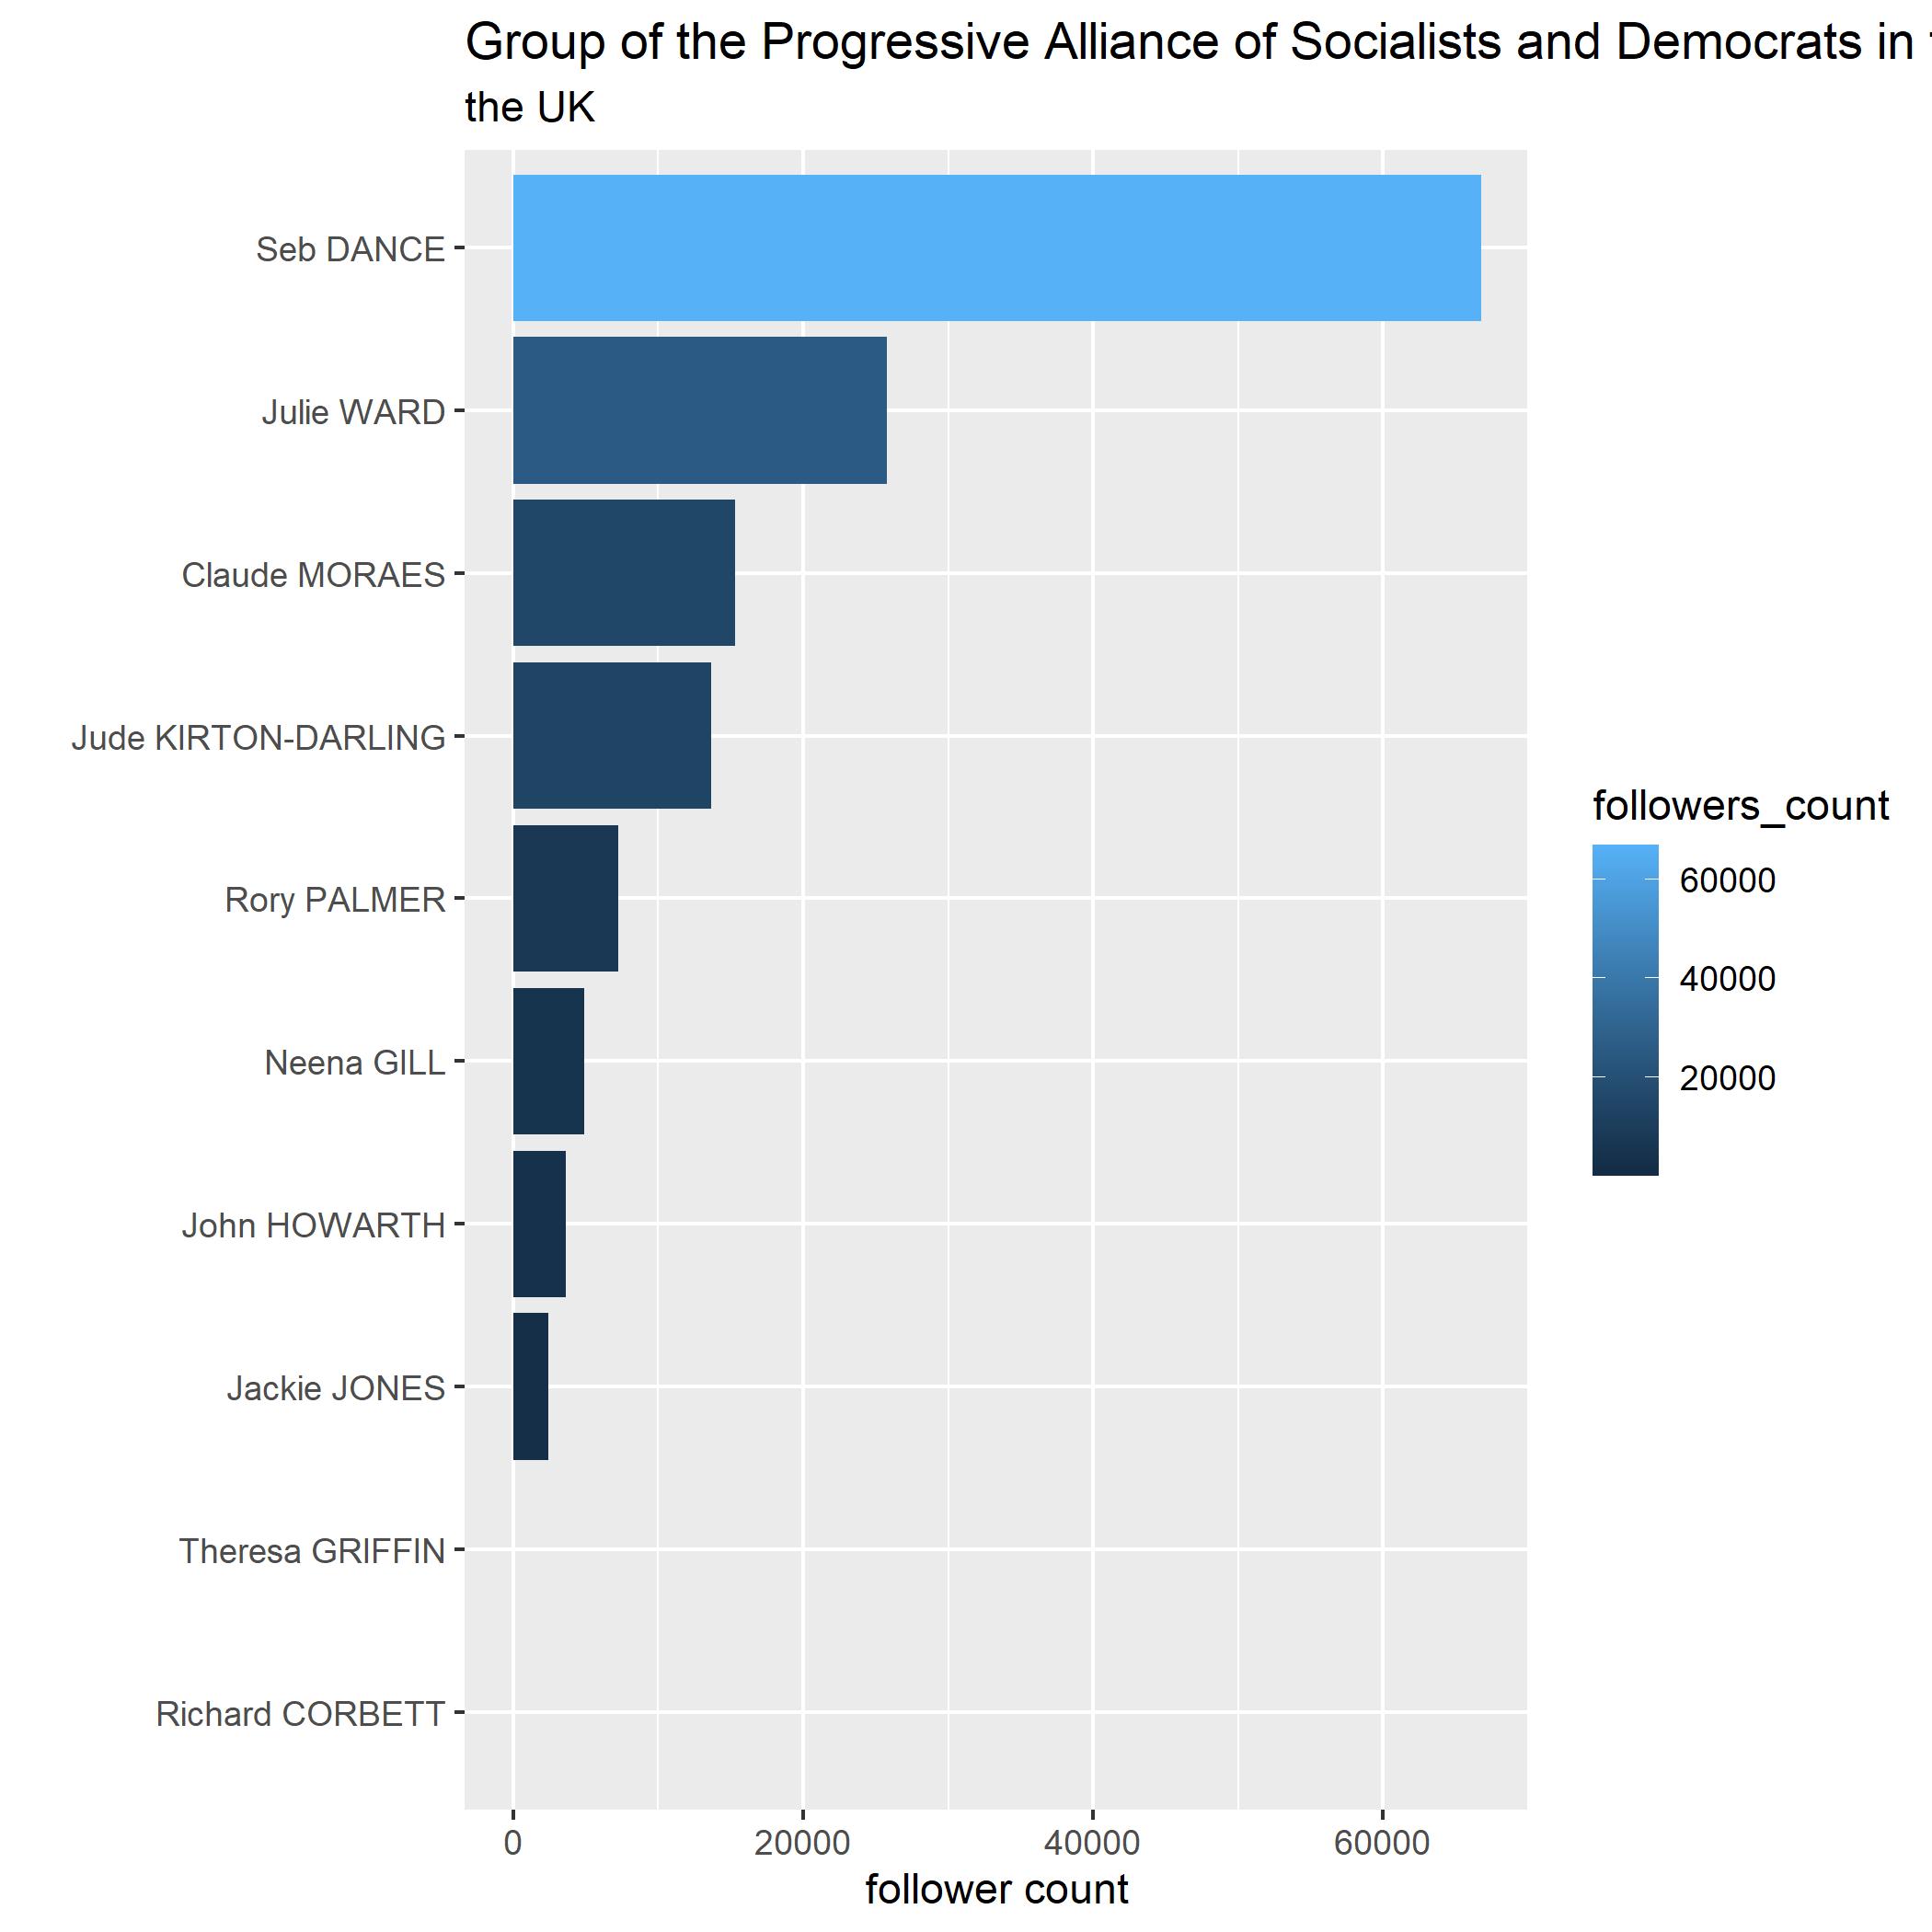 Group of the Progressive Alliance of Socialists and Democrats in
the UK
Seb DANCE
Julie WARD
Claude MORAES
Jude KIRTON-DARLING
Rory PALMER
Neena GILL
John HOWARTH
Jackie JONES
Theresa GRIFFIN
Richard CORBETT
0 20000 40000 60000
follower count
followers_count
60000
40000
20000